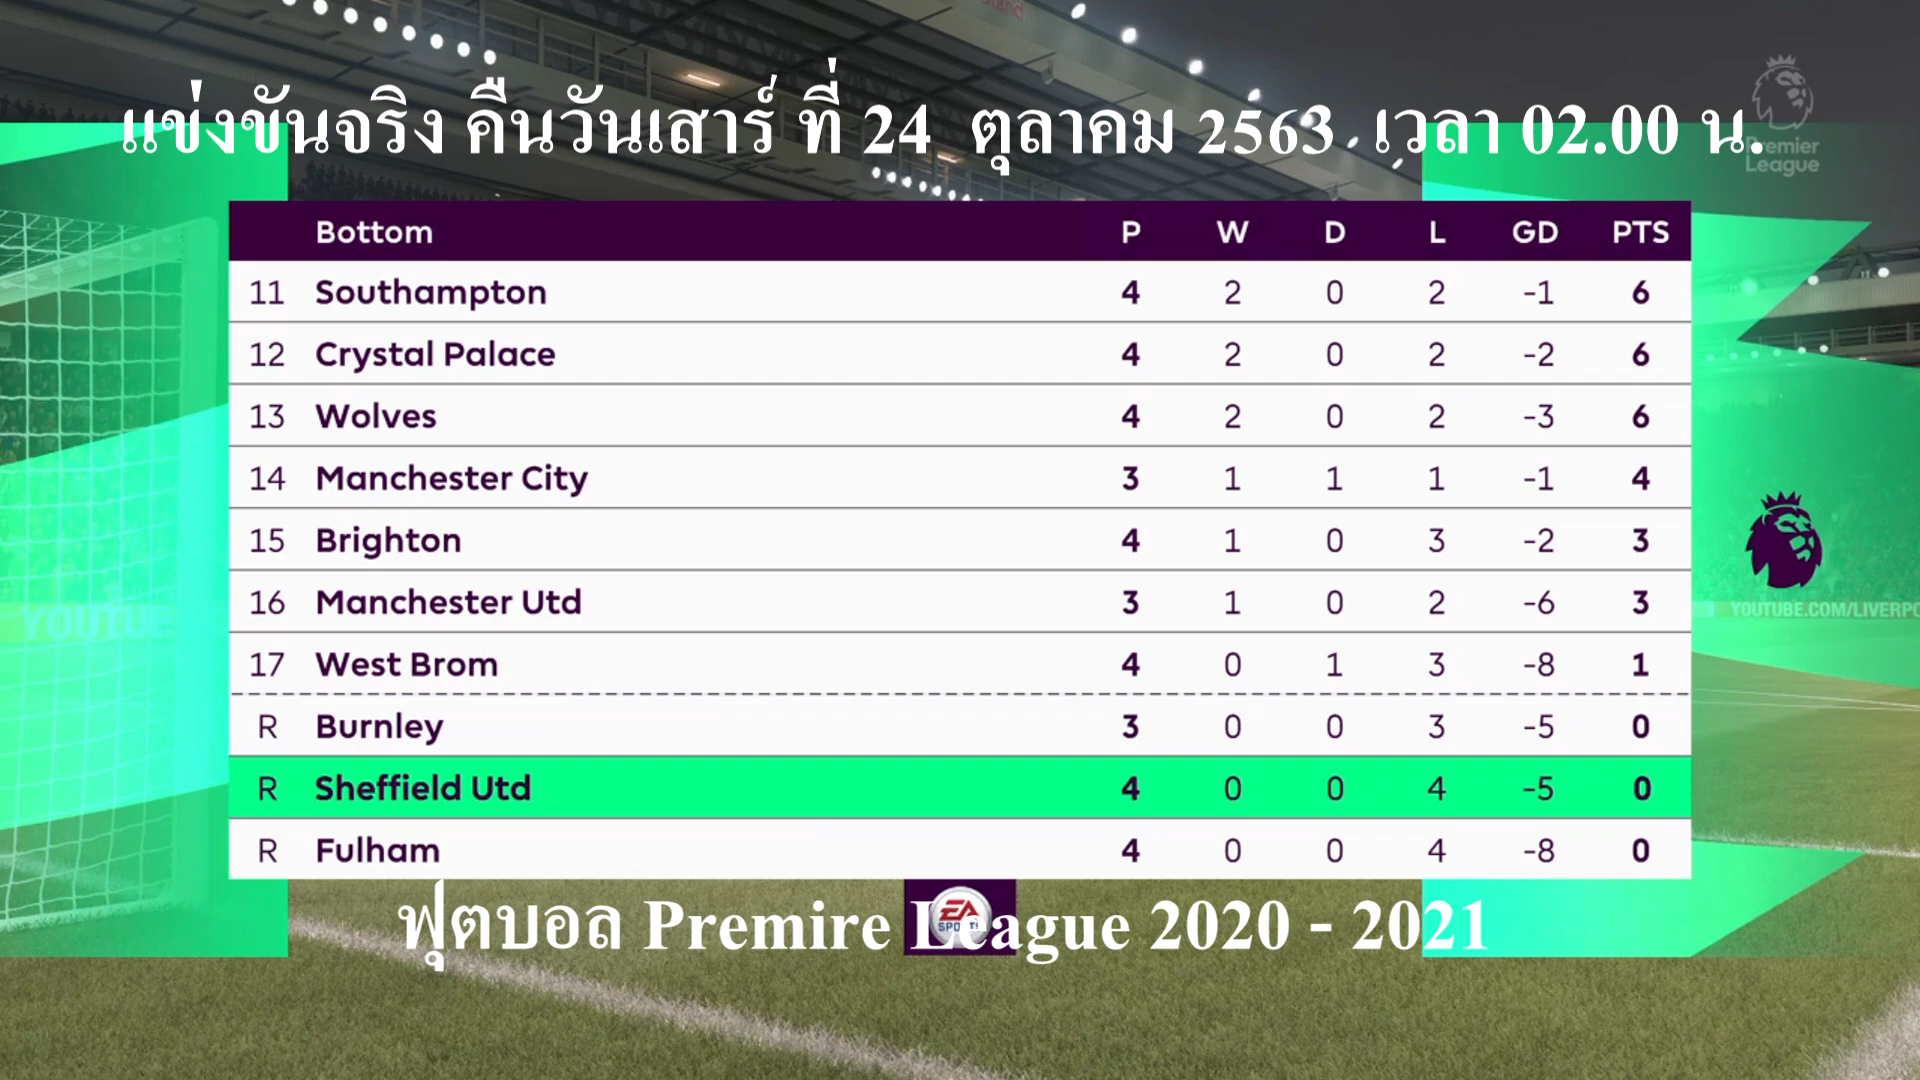 stand
แข่งขันจริง คืนวันเสาร์ ที่ 24 ตุลาคม 2563 เวลา 02.00 น.
Premier
League
Bottom P W D L GD PTS
11 Southampton 4 2 0 2 -1 6
12 Crystal Palace 4 2 0 2 -2 6
13 Wolves 4 2 0 2 -3 6
14 Manchester City 3 1 1 1 -1 4
15 Brighton 4 1 0 3 -2 3
16 Manchester Utd 3 1 0 2 -6 3
YOUTUBE.COM/LIVERPO
17 West Brom 4 0 1 3 -8 1
R Burnley 3 0 0 3 -5 0
R Sheffield Utd 4 0 0 4 -5 0
R Fulham 4 0 0 4 -8 0
EA
SPORTS
ฟุตบอล Premire League 2020 - 2021